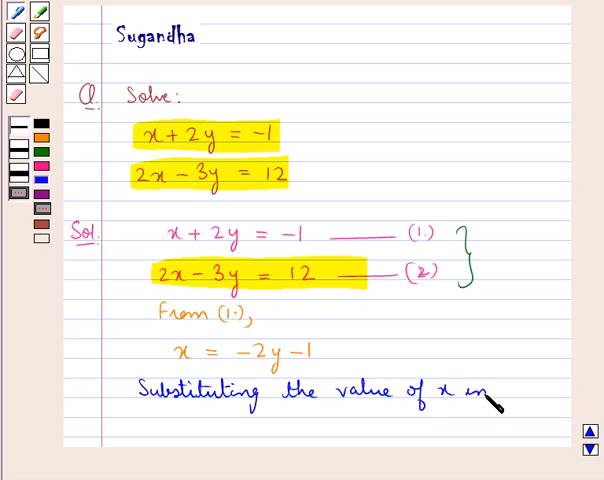 Sugandha
Q. Solve:
x + 2y = -1
2x - 3y = 12
Sol. x + 2y = -1 ——— (1.)
2x - 3y = 12 ——— (2.)
From (1.),
x = -2y - 1
Substituting the value of x in